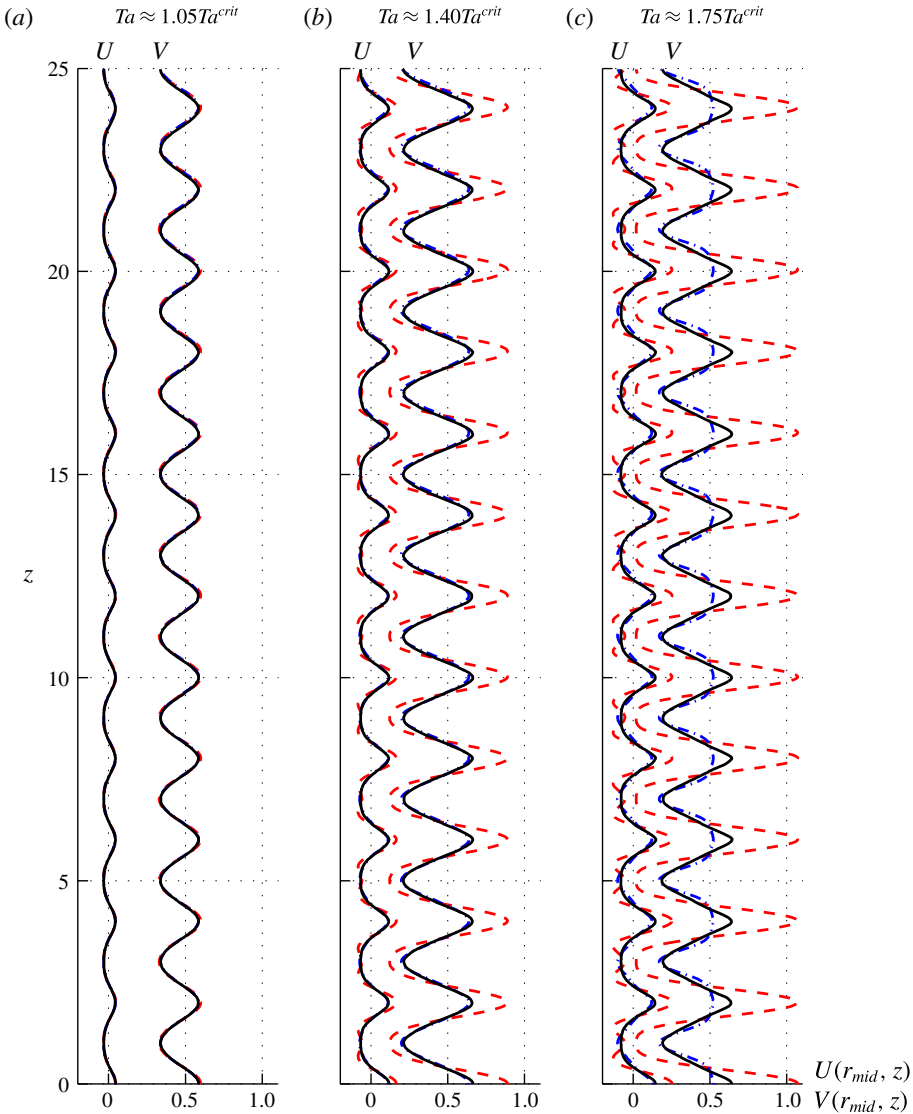 (a) Ta ≈ 1.05Ta^crit (b) Ta ≈ 1.40Ta^crit (c) Ta ≈ 1.75Ta^crit
U V U V U V
25
20
15
z
10
5
0
0 0.5 1.0 0 0.5 1.0 0 0.5 1.0
U(r_mid, z)
V(r_mid, z)